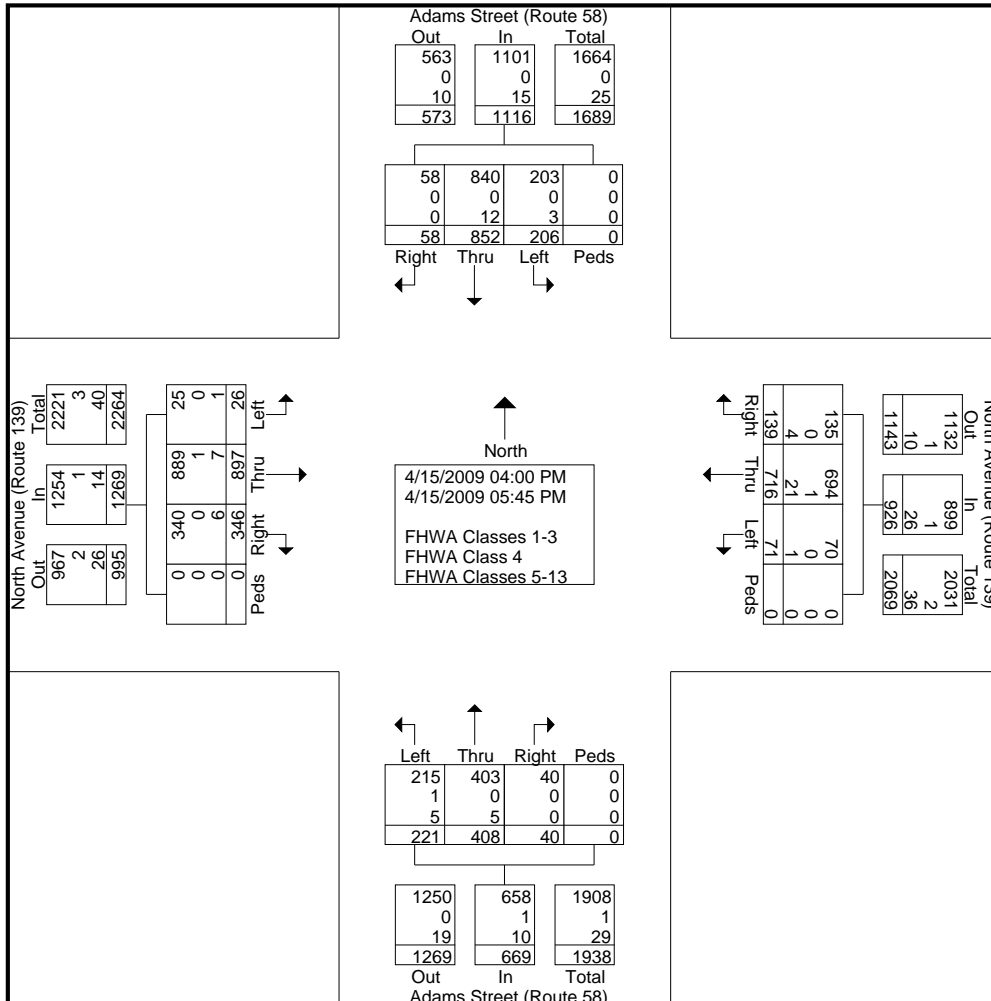 Adams Street (Route 58)
Out In Total
563 1101 1664
0 0 0
10 15 25
573 1116 1689
58 840 203 0
0 0 0 0
0 12 3 0
58 852 206 0
Right Thru Left Peds
North Avenue (Route 139)
Total In Out
2221 3 40 2264
1254 1 14 1269
967 2 26 995
Left Thru Right Peds
25 0 1 26
889 1 7 897
340 0 6 346
0 0 0 0
North
4/15/2009 04:00 PM
4/15/2009 05:45 PM
FHWA Classes 1-3
FHWA Class 4
FHWA Classes 5-13
Right Thru Left Peds
135 0 4 139
694 1 21 716
70 0 1 71
0 0 0 0
North Avenue (Route 139)
Out In Total
1132 1 10 1143
899 1 26 926
2031 2 36 2069
Left Thru Right Peds
215 403 40 0
1 0 0 0
5 5 0 0
221 408 40 0
1250 658 1908
0 1 1
19 10 29
1269 669 1938
Out In Total
Adams Street (Route 58)